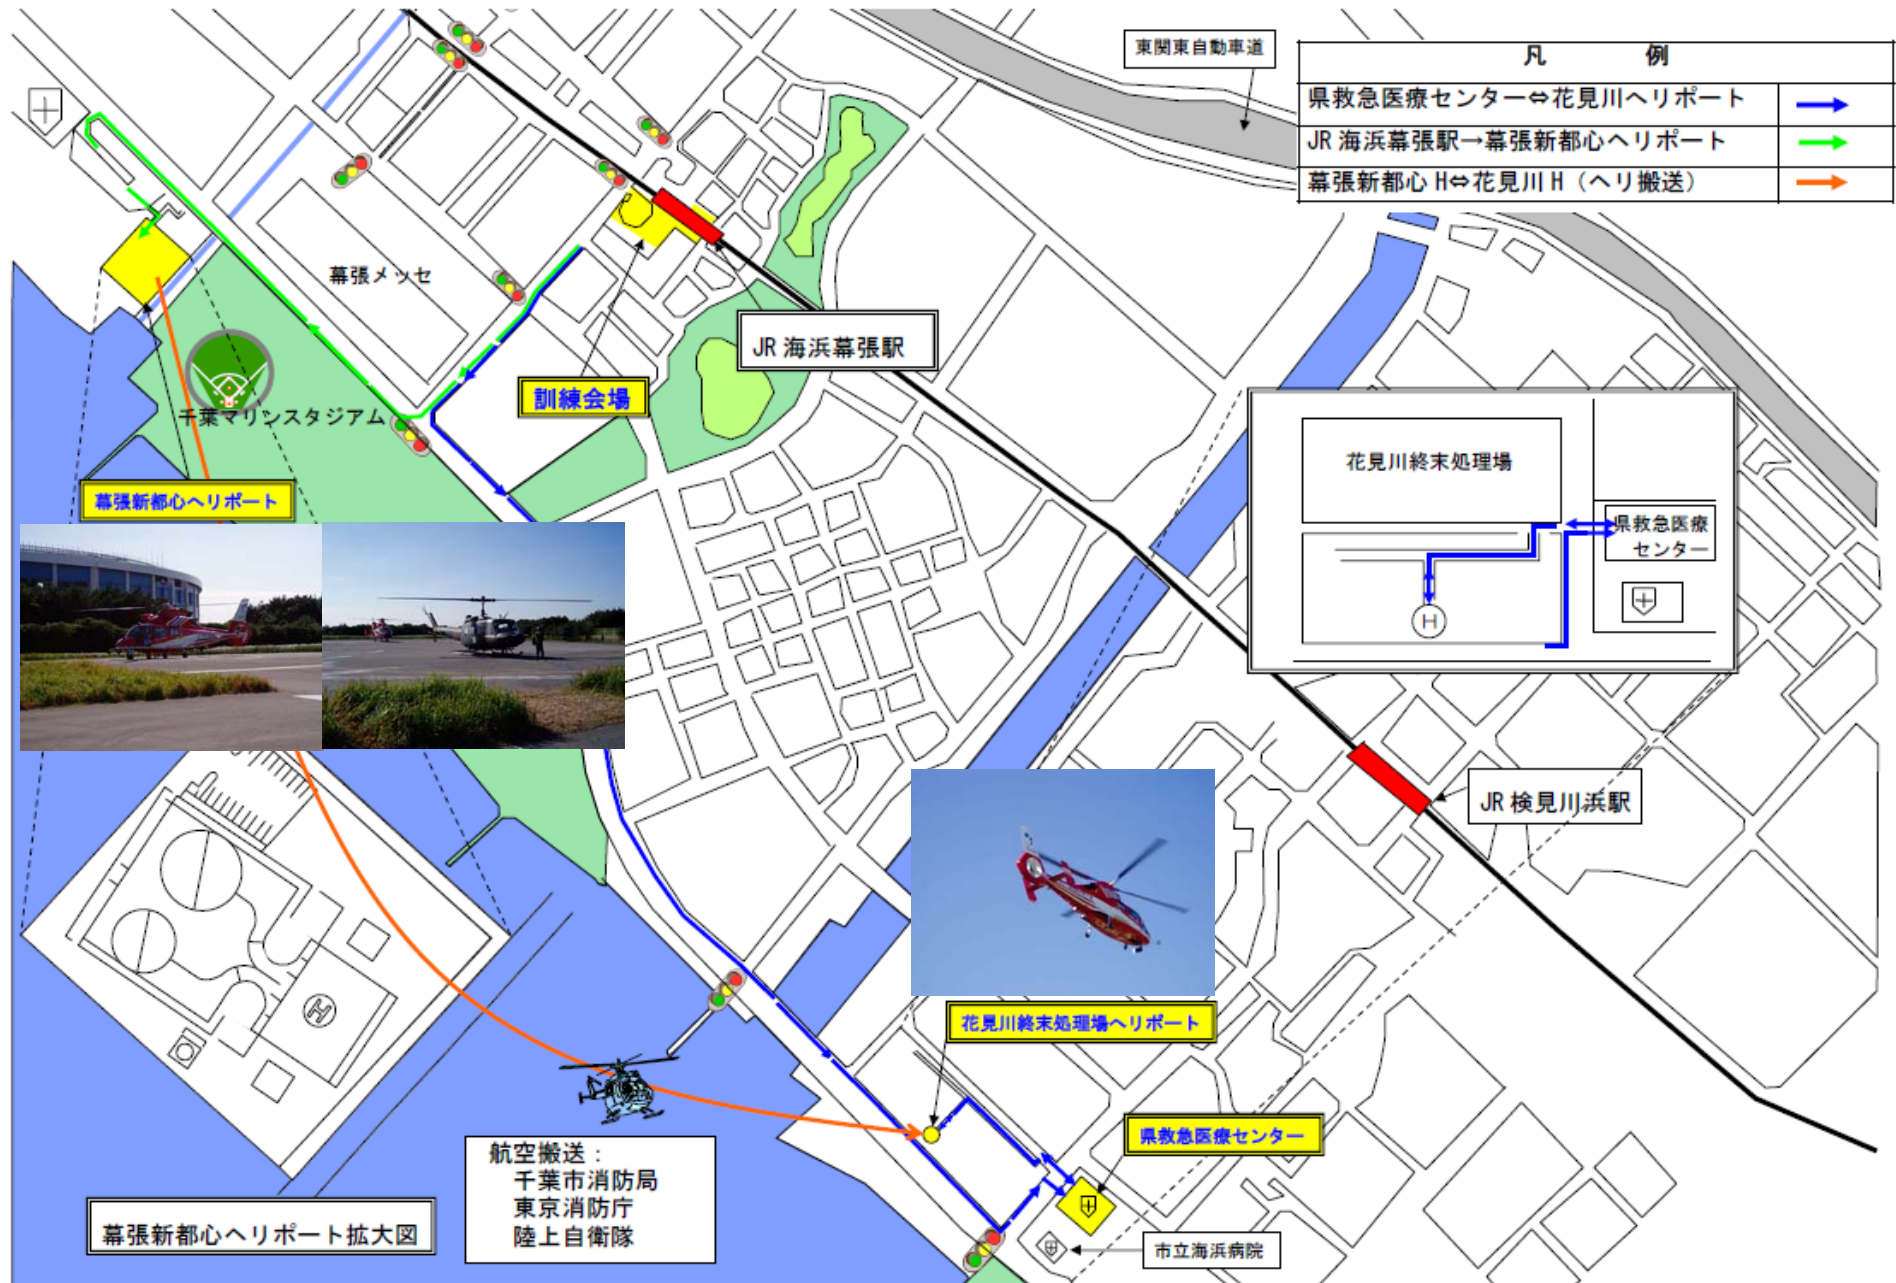 東関東自動車道
凡　例
県救急医療センター⇔花見川ヘリポート
JR 海浜幕張駅→幕張新都心ヘリポート
幕張新都心 H⇔花見川 H（ヘリ搬送）
幕張メッセ
JR 海浜幕張駅
訓練会場
千葉マリンスタジアム
幕張新都心ヘリポート
花見川終末処理場
県救急医療
センター
H
JR 検見川浜駅
花見川終末処理場ヘリポート
H
県救急医療センター
航空搬送：
千葉市消防局
東京消防庁
陸上自衛隊
幕張新都心ヘリポート拡大図
市立海浜病院